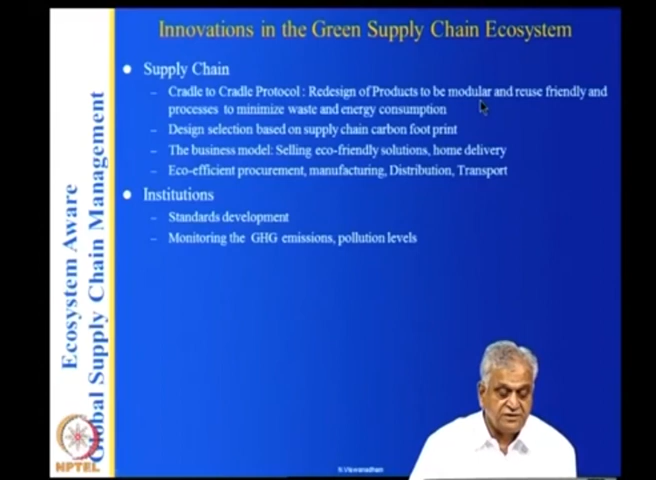 Innovations in the Green Supply Chain Ecosystem
Supply Chain
Cradle to Cradle Protocol : Redesign of Products to be modular and reuse friendly and
processes to minimize waste and energy consumption
Design selection based on supply chain carbon foot print
The business model: Selling eco-friendly solutions, home delivery
Eco-efficient procurement, manufacturing, Distribution, Transport
Institutions
Standards development
Monitoring the GHG emissions, pollution levels
Ecosystem Aware
Global Supply Chain Management
NPTEL
N.Viswanadham